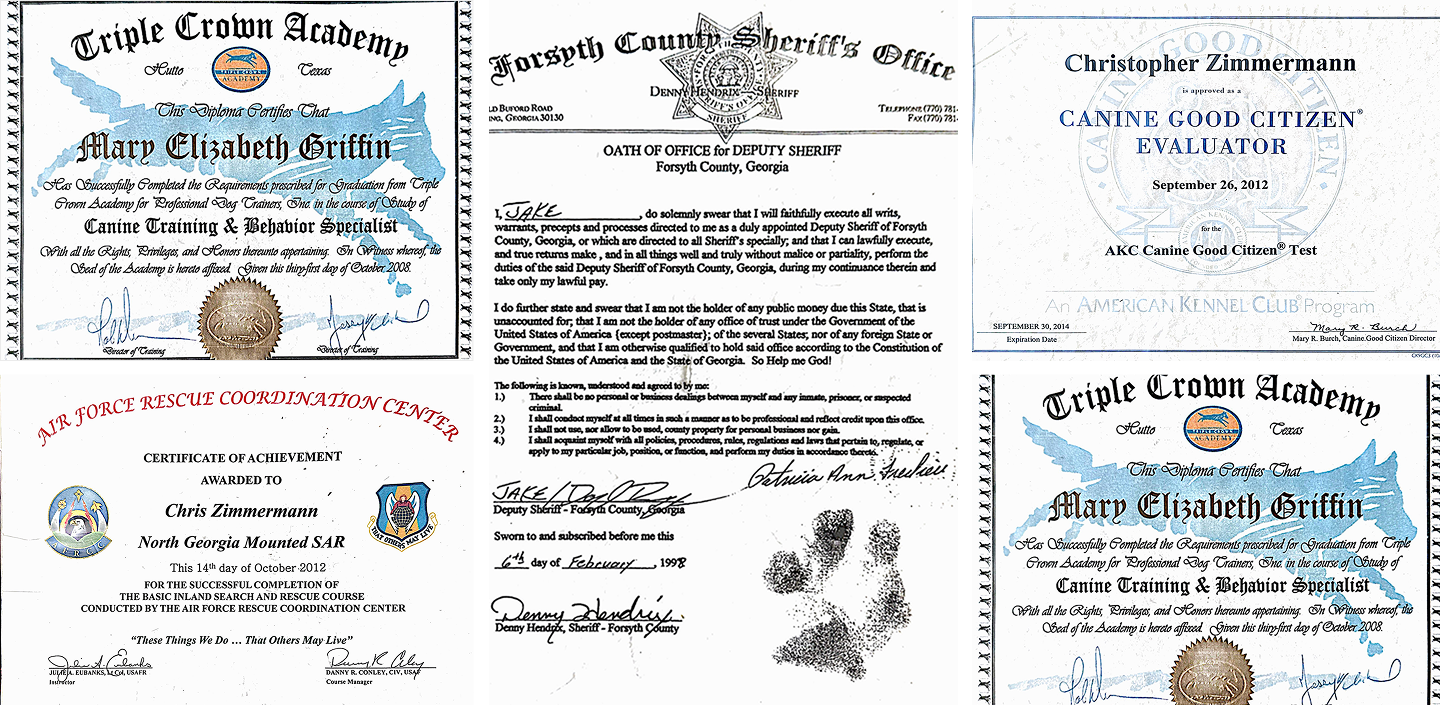 Triple Crown Academy
Hutto Texas
TRIPLE CROWN
ACADEMY
This Diploma Certifies That
Mary Elizabeth Griffin
Has Successfully Completed the Requirements prescribed for Graduation from Triple
Crown Academy for Professional Dog Trainers, Inc. in the course of Study of
Canine Training & Behavior Specialist
With all the Rights, Privileges, and Honors thereunto appertaining. In Witness whereof, the
Seal of the Academy is hereto affixed. Given this thirty-first day of October 2008.
Director of Training Director of Training
AIR FORCE RESCUE COORDINATION CENTER
CERTIFICATE OF ACHIEVEMENT
AWARDED TO
Chris Zimmermann
North Georgia Mounted SAR
AFRCC
THAT OTHERS MAY LIVE
This 14th day of October 2012
FOR THE SUCCESSFUL COMPLETION OF
THE BASIC INLAND SEARCH AND RESCUE COURSE
CONDUCTED BY THE AIR FORCE RESCUE COORDINATION CENTER
"These Things We Do ... That Others May Live"
JULIE A. EUBANKS, Lt Col, USAFR
Instructor
DANNY R. CONLEY, CIV, USAF
Course Manager
Forsyth County Sheriff's Office
DENNY HENDRIX SHERIFF
SHERIFF
LD BUFORD ROAD
ING, GEORGIA 30130
TELEPHONE (770) 781-
FAX (770) 781-
OATH OF OFFICE for DEPUTY SHERIFF
Forsyth County, Georgia
I, JAKE, do solemnly swear that I will faithfully execute all writs,
warrants, precepts and processes directed to me as a duly appointed Deputy Sheriff of Forsyth
County, Georgia, or which are directed to all Sheriff's specially; and that I can lawfully execute,
and true returns make , and in all things well and truly without malice or partiality, perform the
duties of the said Deputy Sheriff of Forsyth County, Georgia, during my continuance therein and
take only my lawful pay.
I do further state and swear that I am not the holder of any public money due this State, that is
unaccounted for; that I am not the holder of any office of trust under the Government of the
United States of America {except postmaster}; of the several States; nor of any foreign State or
Government, and that I am otherwise qualified to hold said office according to the Constitution of
the United States of America and the State of Georgia. So Help me God!
The following is known, understood and agreed to by me:
1.) There shall be no personal or business dealings between myself and any inmate, prisoner, or suspected
criminal.
2.) I shall conduct myself at all times in such a manner as to be professional and reflect credit upon this office.
3.) I shall not use, nor allow to be used, county property for personal business nor gain.
4.) I shall acquaint myself with all policies, procedures, rules, regulations and laws that pertain to, regulate, or
apply to my particular job, position, or function, and perform my duties in accordance thereto.
JAKE/
Patricia Ann
Deputy Sheriff - Forsyth County, Georgia
Sworn to and subscribed before me this
6th day of February, 1998
Denny Hendrix
Denny Hendrix, Sheriff - Forsyth County
CANINE GOOD CITIZEN
Christopher Zimmermann
is approved as a
CANINE GOOD CITIZEN®
EVALUATOR
September 26, 2012
for the
AKC Canine Good Citizen® Test
An AMERICAN KENNEL CLUB® Program
SEPTEMBER 30, 2014
Expiration Date
Mary R. Burch
Mary R. Burch, Canine Good Citizen Director
Triple Crown Academy
Hutto Texas
TRIPLE CROWN
ACADEMY
This Diploma Certifies That
Mary Elizabeth Griffin
Has Successfully Completed the Requirements prescribed for Graduation from Triple
Crown Academy for Professional Dog Trainers, Inc. in the course of Study of
Canine Training & Behavior Specialist
With all the Rights, Privileges, and Honors thereunto appertaining. In Witness whereof, the
Seal of the Academy is hereto affixed. Given this thirty-first day of October 2008.